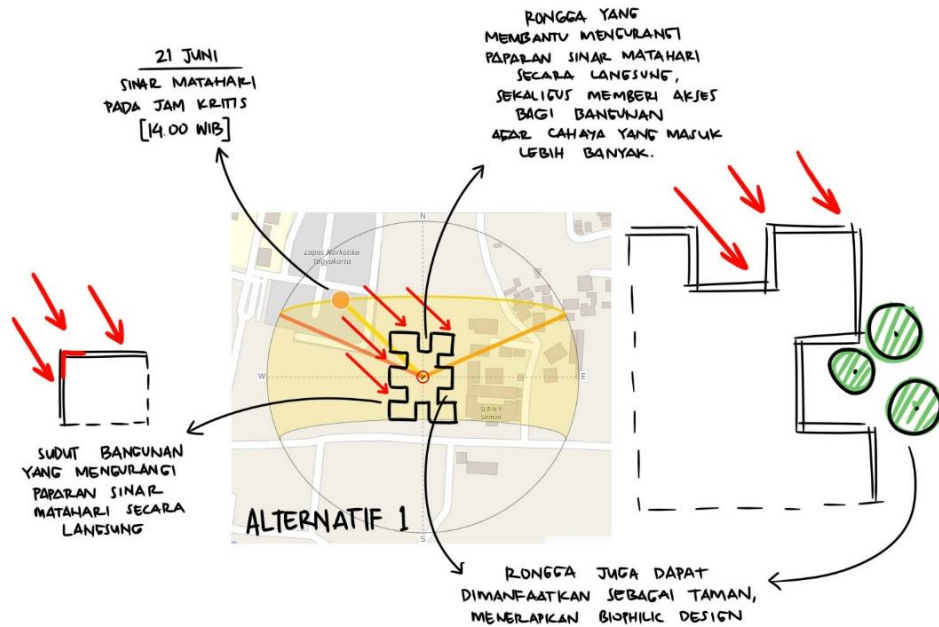 21 JUNI
SINAR MATAHARI
PADA JAM KRITIS
[14.00 WIB]
RONGGA YANG
MEMBANTU MENGURANGI
PAPARAN SINAR MATAHARI
SECARA LANGSUNG,
SEKALIGUS MEMBERI AKSES
BAGI BANGUNAN
AGAR CAHAYA YANG MASUK
LEBIH BANYAK.
N
Lapas Narkotika
Yogyakarta
W
E
S
SUDUT BANGUNAN
YANG MENGURANGI
PAPARAN SINAR
MATAHARI SECARA
LANGSUNG
ALTERNATIF 1
RONGGA JUGA DAPAT
DIMANFAATKAN SEBAGAI TAMAN,
MENERAPKAN BIOPHILIC DESIGN